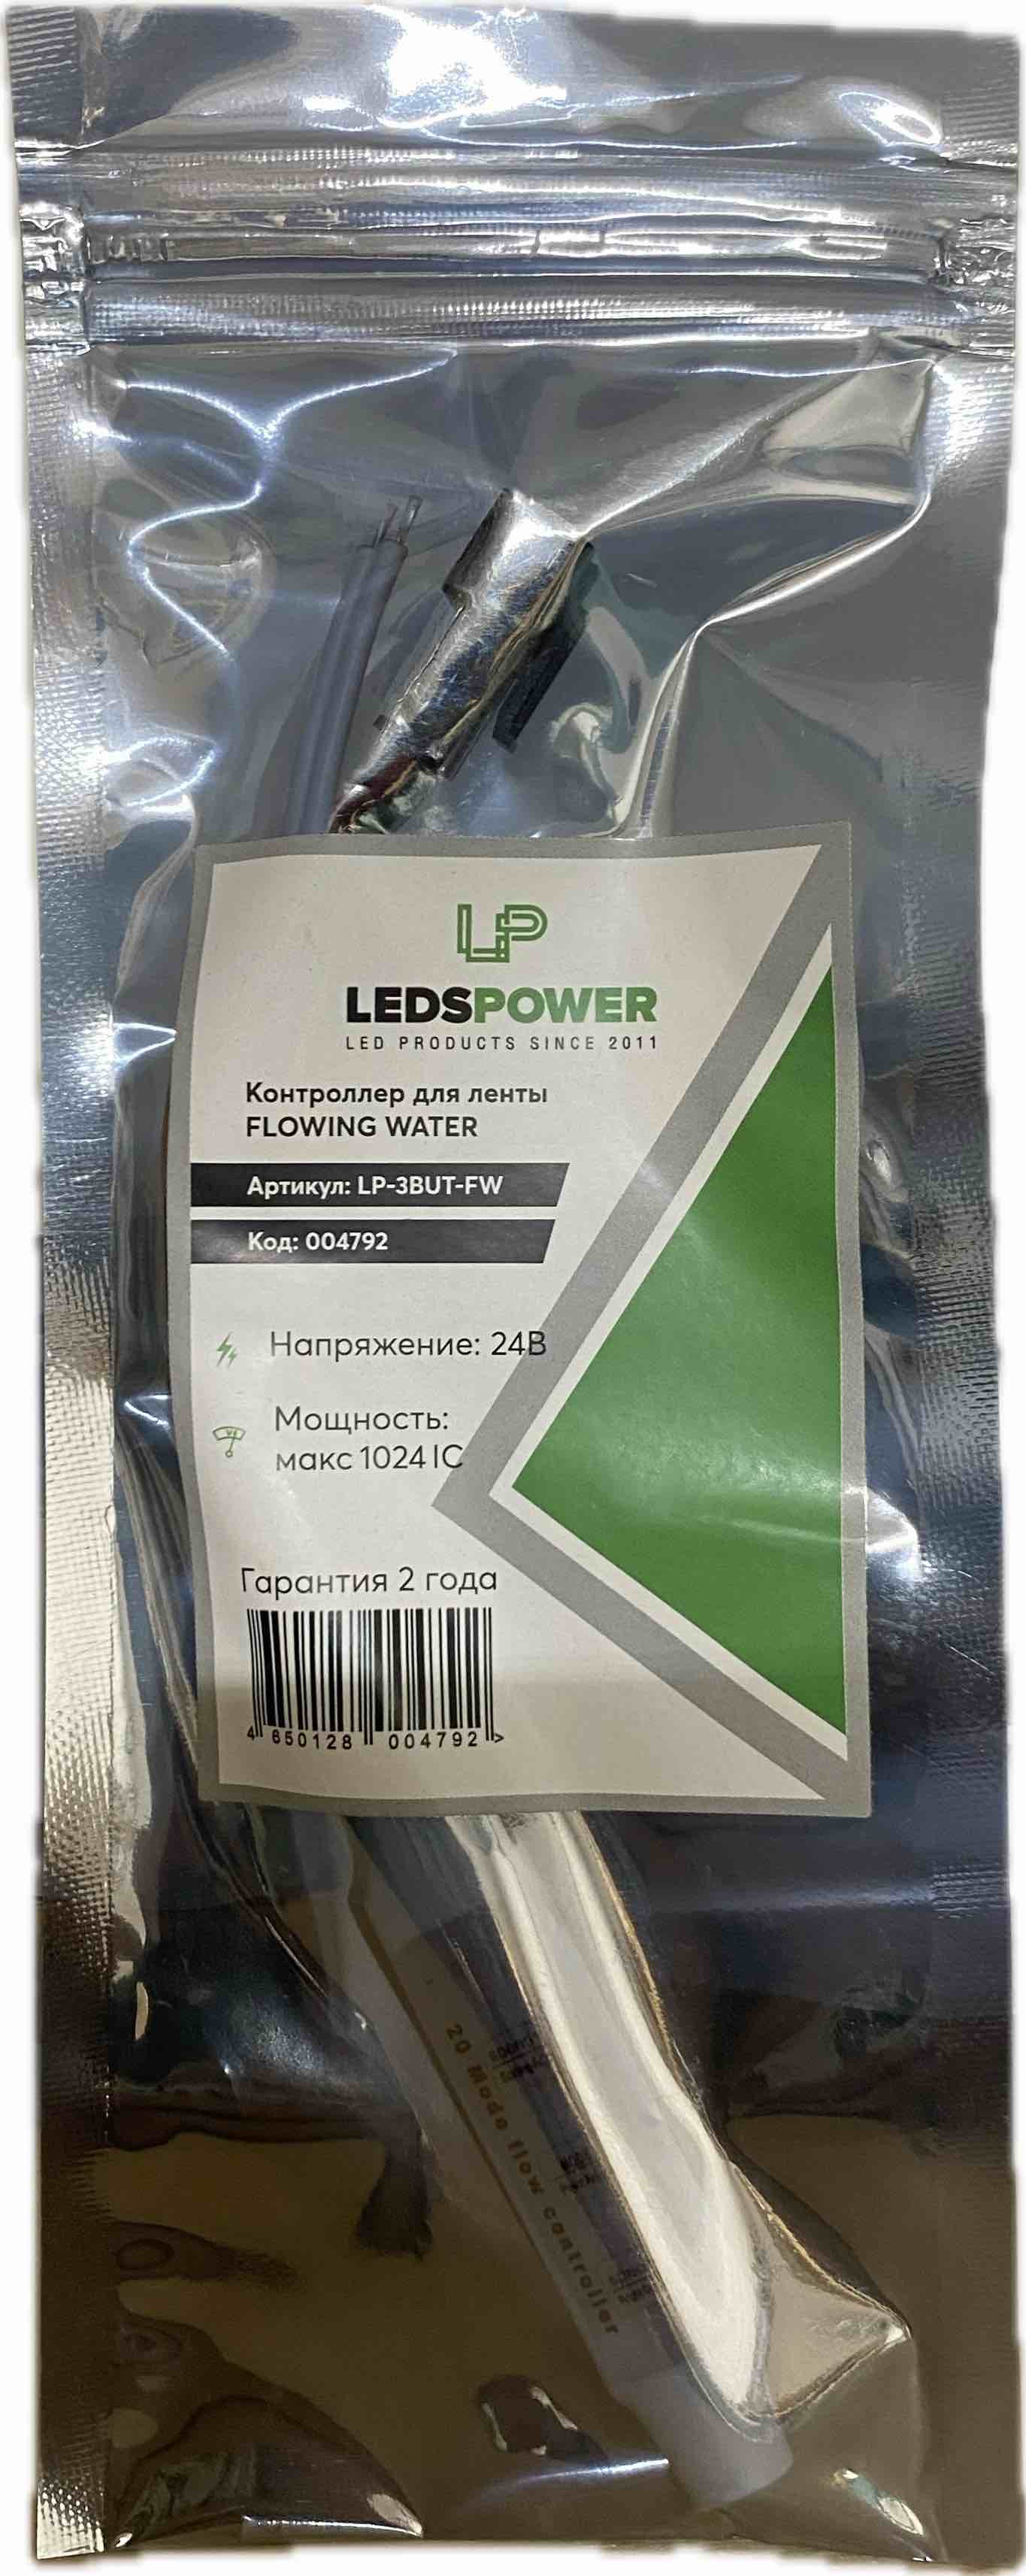 LP
LEDSPOWER
LED PRODUCTS SINCE 2011
Контроллер для ленты
FLOWING WATER
Артикул: LP-3BUT-FW
Код: 004792
Напряжение: 24В
Мощность:
макс 1024 IC
Гарантия 2 года
4 650128 004792 >
20 Mode flow controller